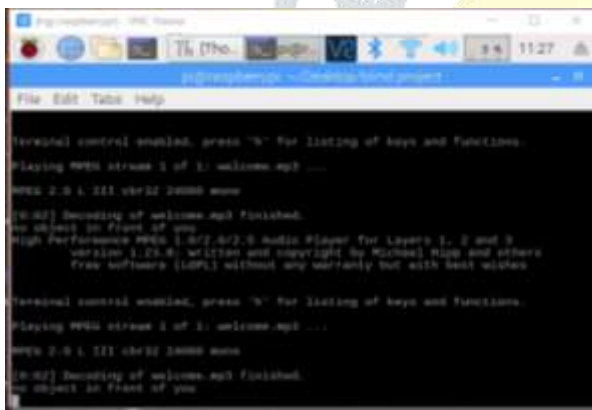 pi@raspberrypi: ~/Desktop/blind project
File Edit Tabs Help
Terminal control enabled, press 'h' for listing of keys and functions.
Playing MPEG stream 1 of 1: welcome.mp3 ...
MPEG 2.0 L III cbr32 24000 mono
[0:02] Decoding of welcome.mp3 finished.
no object in front of you
High Performance MPEG 1.0/2.0/2.5 Audio Player for Layers 1, 2 and 3
version 1.23.8; written and copyright by Michael Hipp and others
free software (LGPL) without any warranty but with best wishes
Terminal control enabled, press 'h' for listing of keys and functions.
Playing MPEG stream 1 of 1: welcome.mp3 ...
MPEG 2.0 L III cbr32 24000 mono
[0:02] Decoding of welcome.mp3 finished.
no object in front of you
11:27